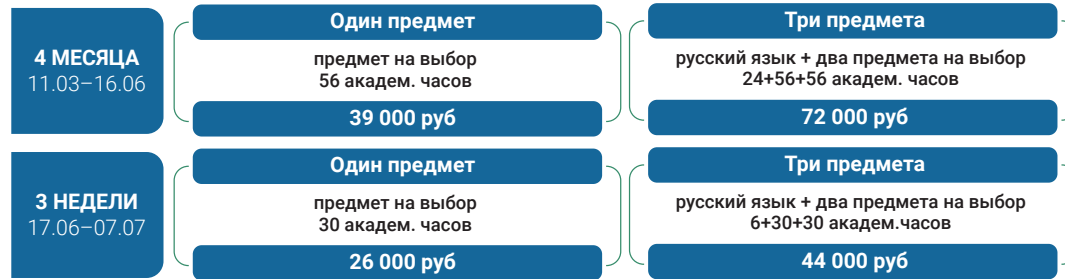 4 МЕСЯЦА
11.03–16.06
Один предмет
предмет на выбор
56 академ. часов
39 000 руб
Три предмета
русский язык + два предмета на выбор
24+56+56 академ. часов
72 000 руб
3 НЕДЕЛИ
17.06–07.07
Один предмет
предмет на выбор
30 академ. часов
26 000 руб
Три предмета
русский язык + два предмета на выбор
6+30+30 академ.часов
44 000 руб